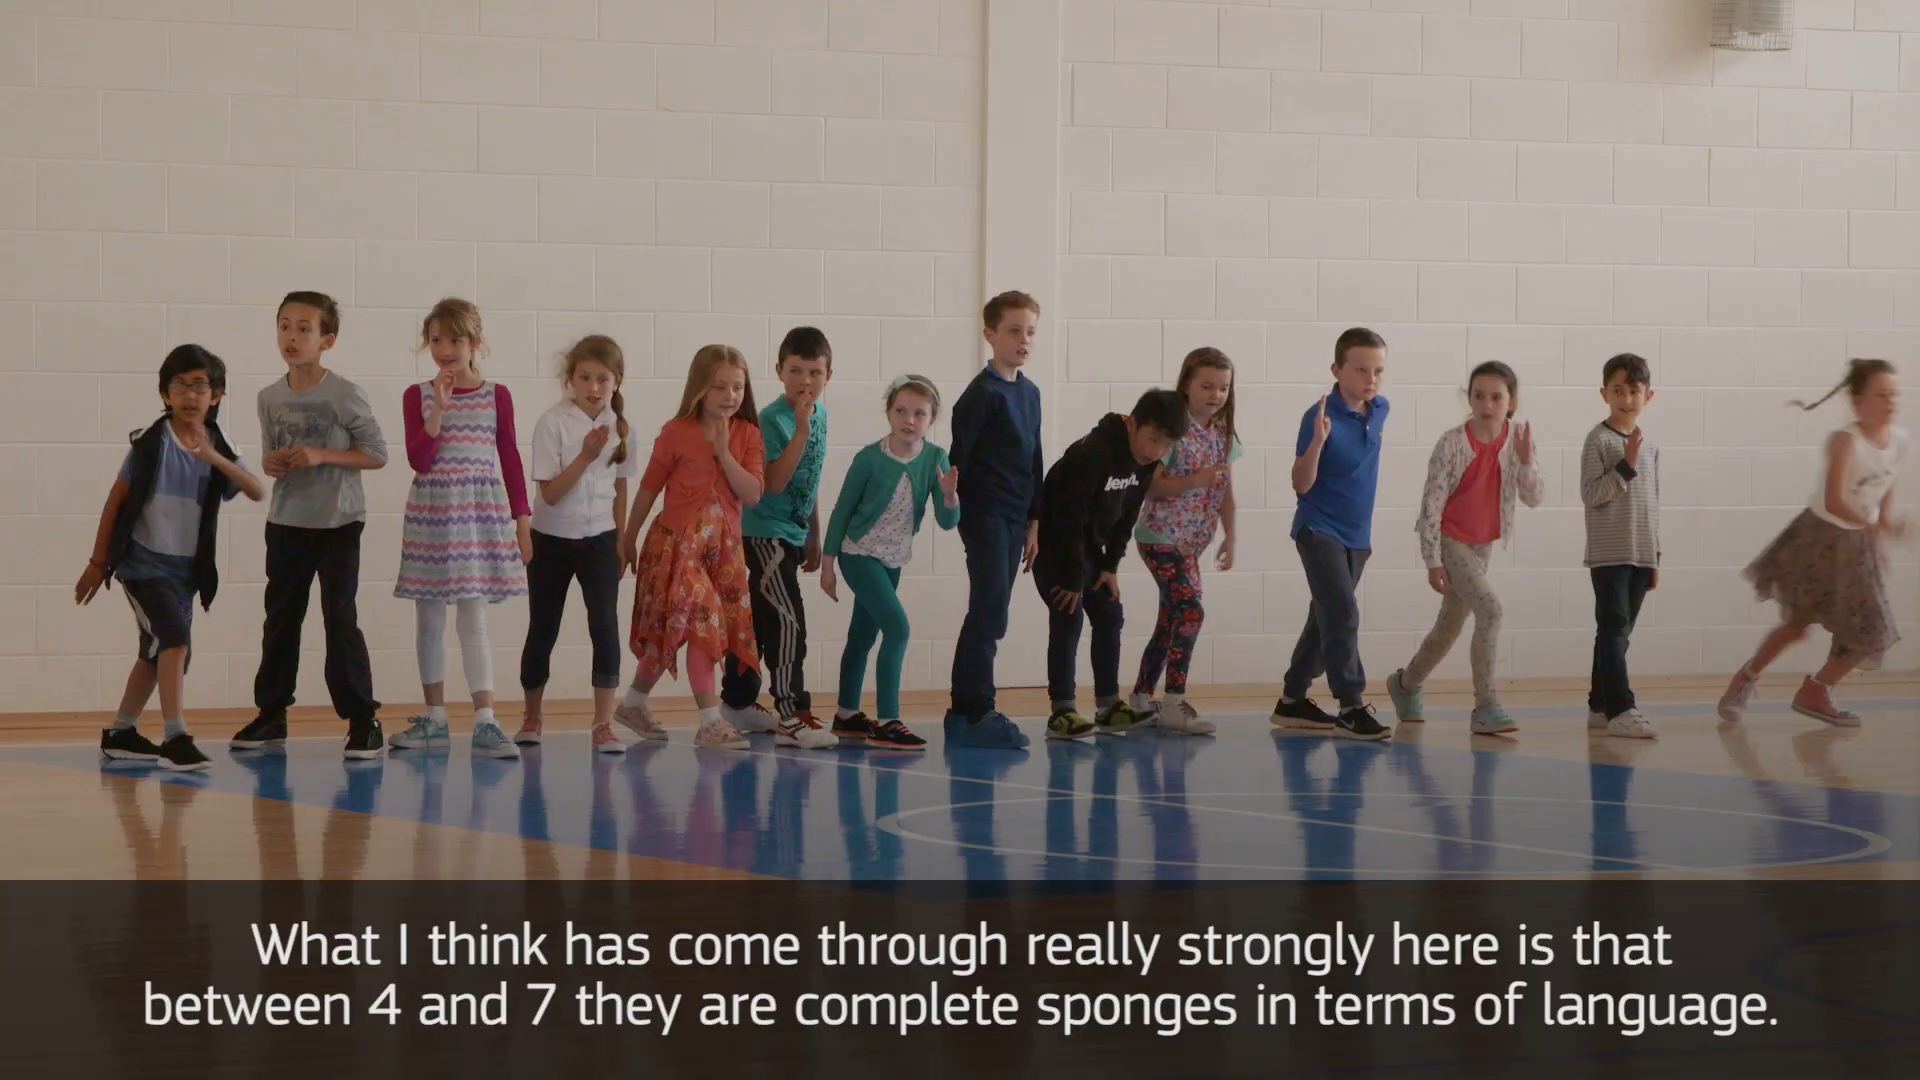 What I think has come through really strongly here is that
between 4 and 7 they are complete sponges in terms of language.